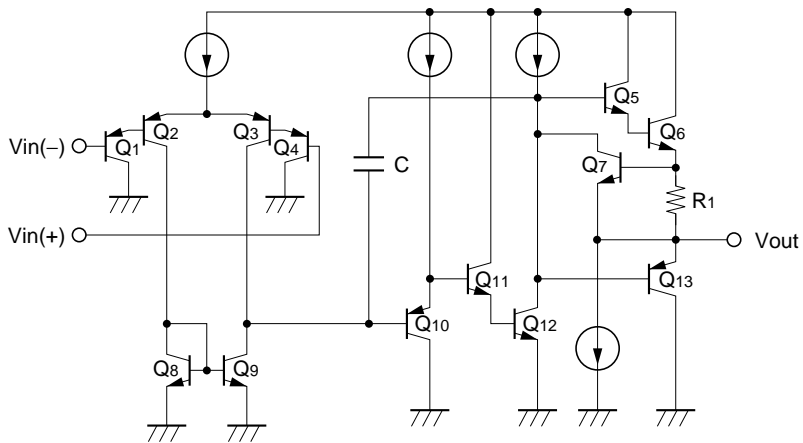 Q5
Q2
Q3
Q6
Vin(−)
Q1
Q4
Q7
C
R1
Vin(+)
Vout
Q11
Q13
Q10
Q12
Q8
Q9